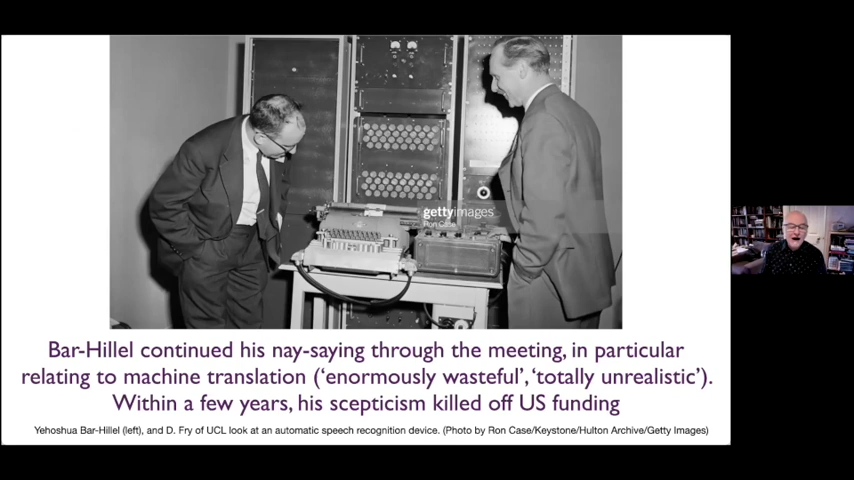 gettyimages
Ron Case
Bar-Hillel continued his nay-saying through the meeting, in particular
relating to machine translation (‘enormously wasteful’, ‘totally unrealistic’).
Within a few years, his scepticism killed off US funding
Yehoshua Bar-Hillel (left), and D. Fry of UCL look at an automatic speech recognition device. (Photo by Ron Case/Keystone/Hulton Archive/Getty Images)